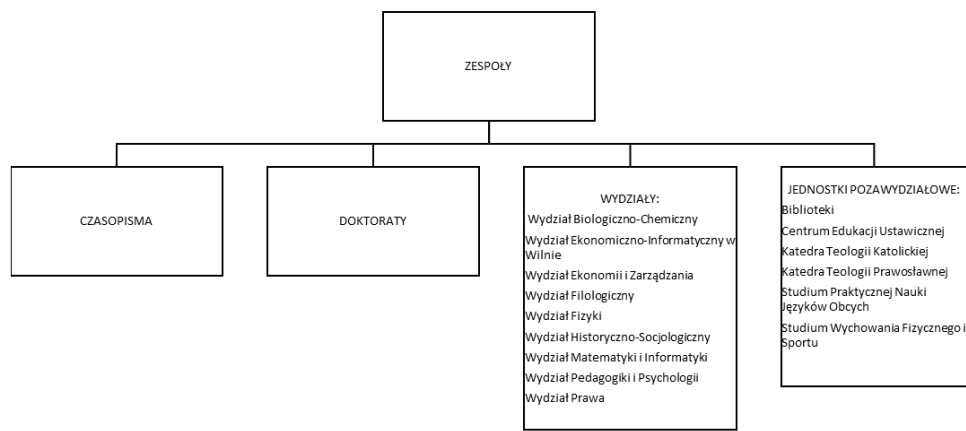 ZESPOŁY
CZASOPISMA
DOKTORATY
WYDZIAŁY:
Wydział Biologiczno-Chemiczny
Wydział Ekonomiczno-Informatyczny w
Wilnie
Wydział Ekonomii i Zarządzania
Wydział Filologiczny
Wydział Fizyki
Wydział Historyczno-Socjologiczny
Wydział Matematyki i Informatyki
Wydział Pedagogiki i Psychologii
Wydział Prawa
JEDNOSTKI POZAWYDZIAŁOWE:
Biblioteki
Centrum Edukacji Ustawicznej
Katedra Teologii Katolickiej
Katedra Teologii Prawosławnej
Studium Praktycznej Nauki
Języków Obcych
Studium Wychowania Fizycznego i
Sportu